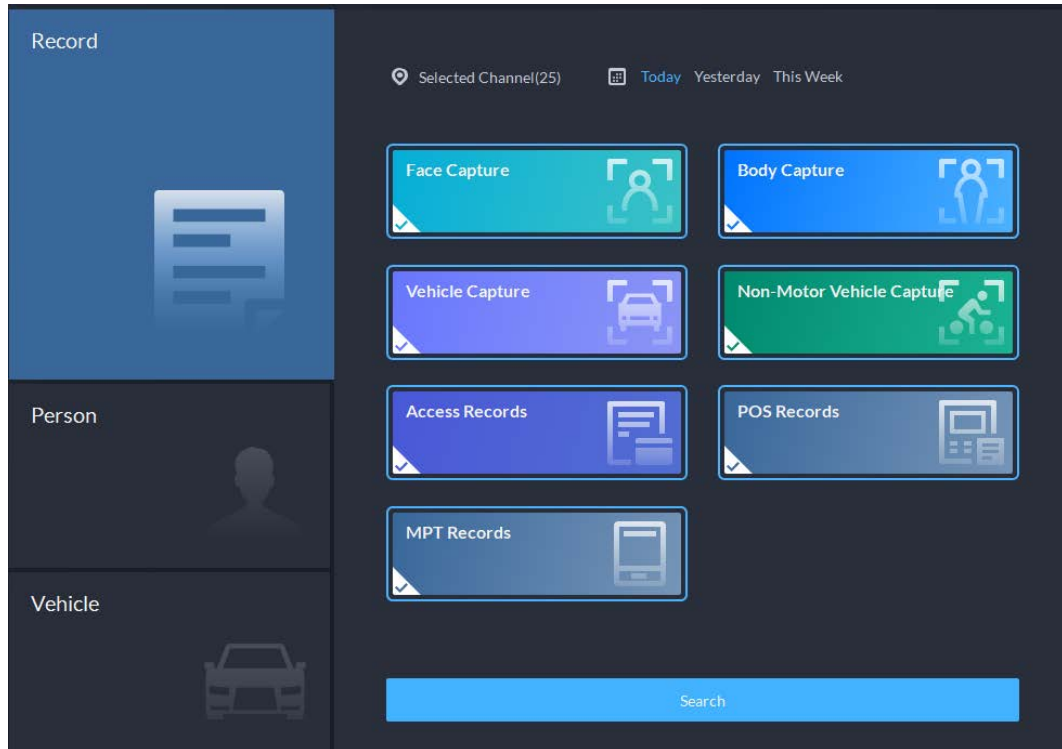 Record
Selected Channel(25) Today Yesterday This Week
Face Capture
Body Capture
Vehicle Capture
Non-Motor Vehicle Capture
Person
Access Records
POS Records
MPT Records
Vehicle
Search